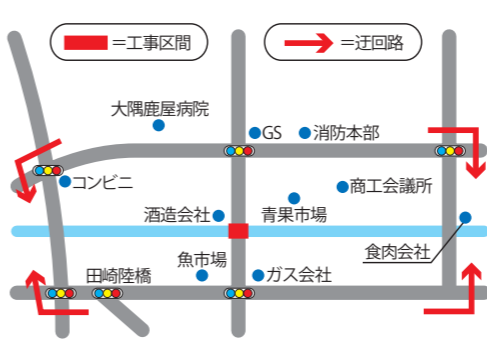 ＝工事区間
＝迂回路
大隅鹿屋病院
GS
消防本部
コンビニ
商工会議所
酒造会社
青果市場
食肉会社
魚市場
田崎陸橋
ガス会社